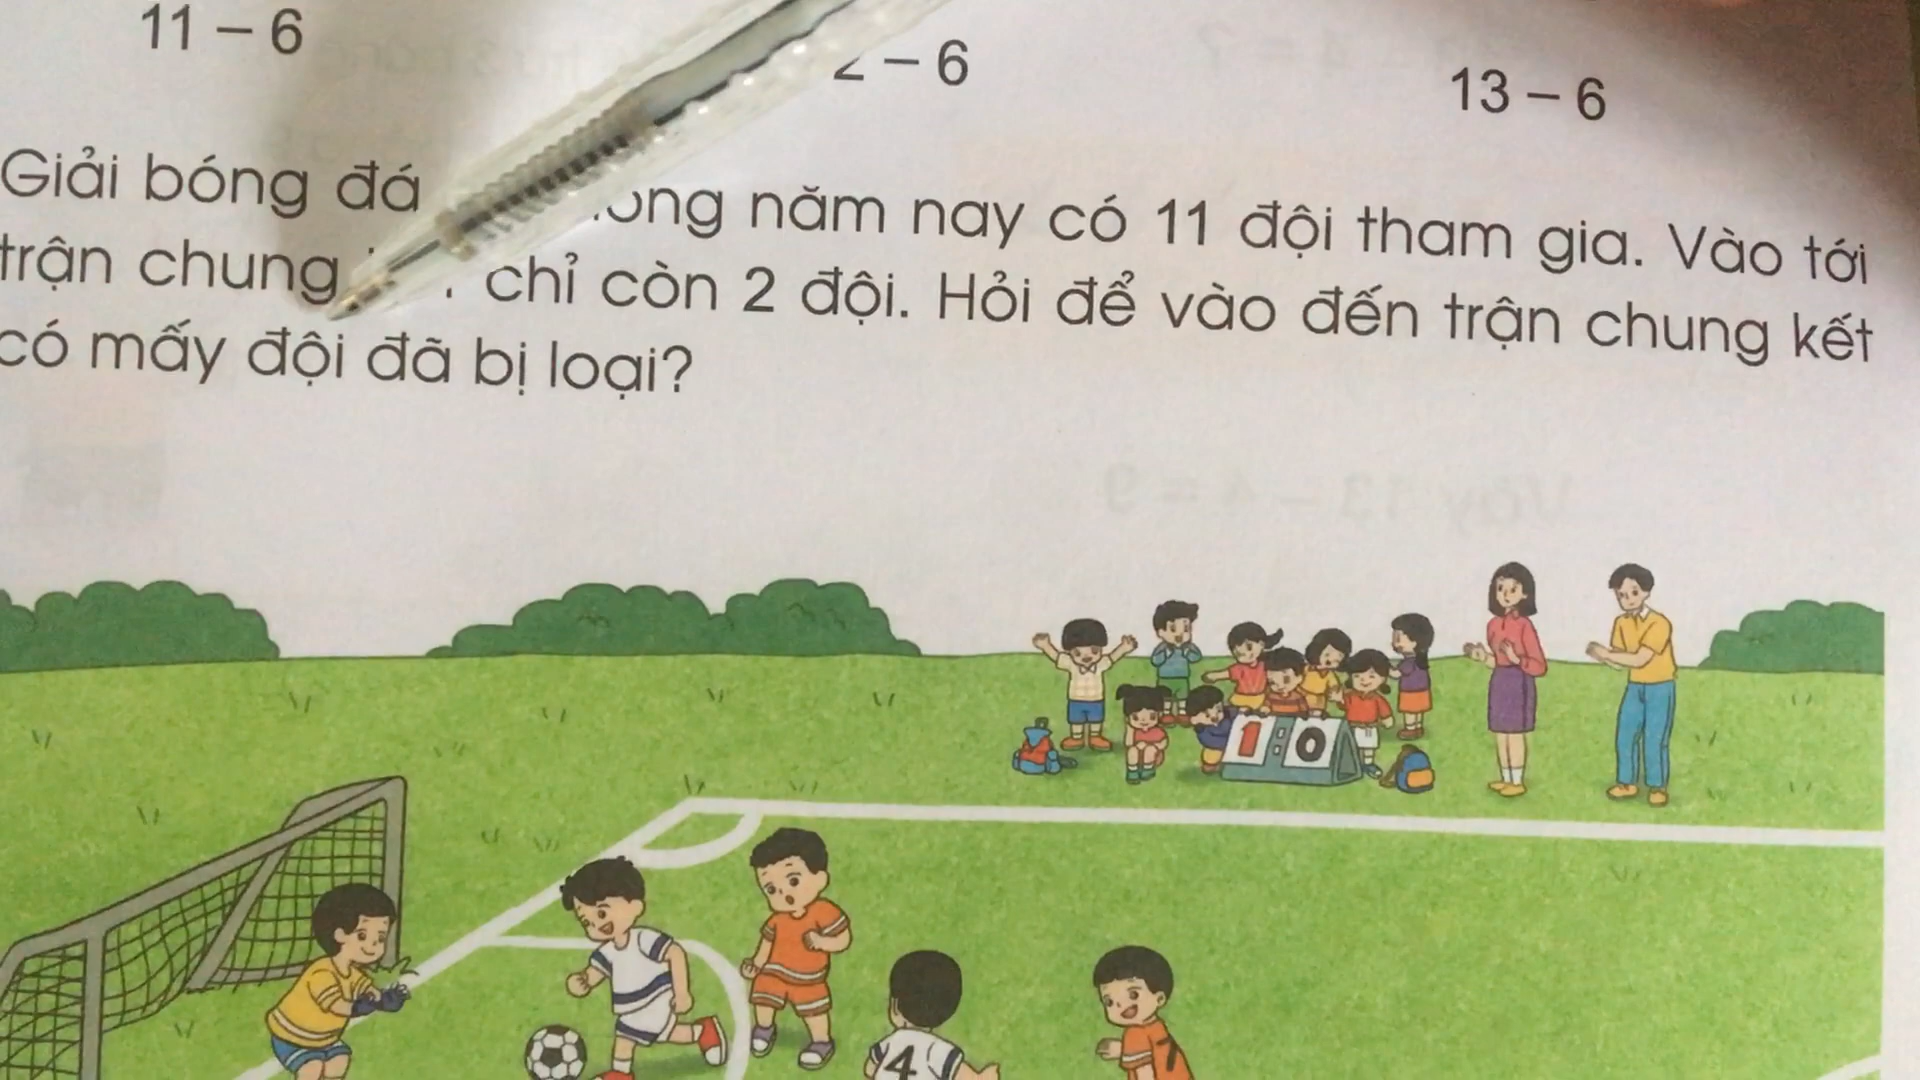 11 – 6
– 6
13 – 6
Giải bóng đá năm nay có 11 đội tham gia. Vào tới
trận chung chỉ còn 2 đội. Hỏi để vào đến trận chung kết
có mấy đội đã bị loại?
1 : 0
4
7